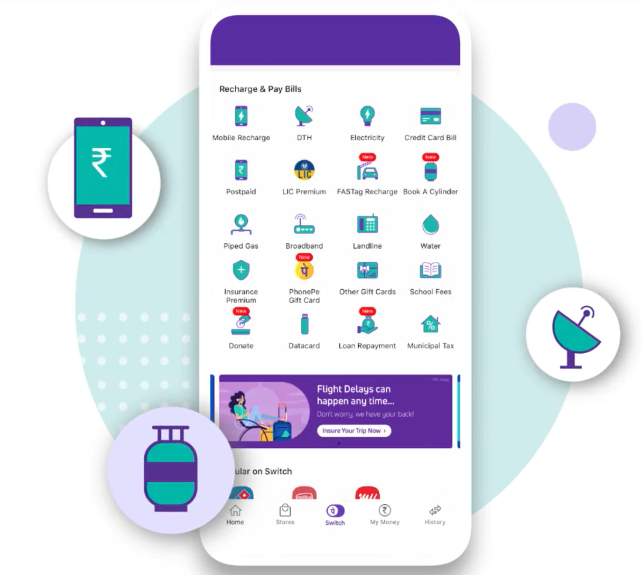 Recharge & Pay Bills
Mobile Recharge
DTH
Electricity
Credit Card Bill
₹
₹
New
New
Postpaid
LIC
LIC Premium
FASTag Recharge
Book A Cylinder
Piped Gas
Broadband
Landline
Water
New
पे
Insurance
Premium
PhonePe
Gift Card
Other Gift Cards
School Fees
New
New
₹
%
Donate
Datacard
Loan Repayment
Municipal Tax
Flight Delays can
happen any time...
Don't worry, we have your back!
Insure Your Trip Now ›
ular on Switch
पे
₹
Home
Stores
Switch
My Money
History